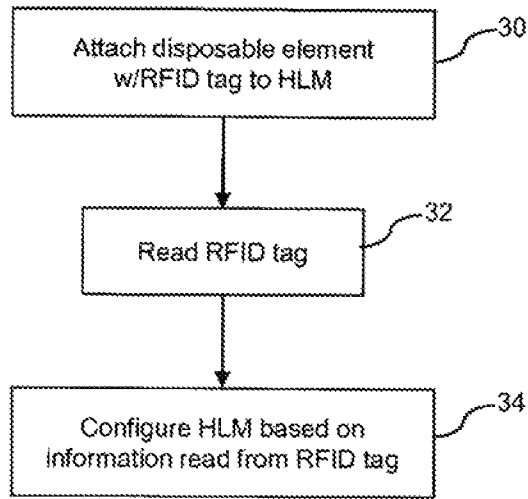 30
Attach disposable element
w/RFID tag to HLM
32
Read RFID tag
34
Configure HLM based on
information read from RFID tag